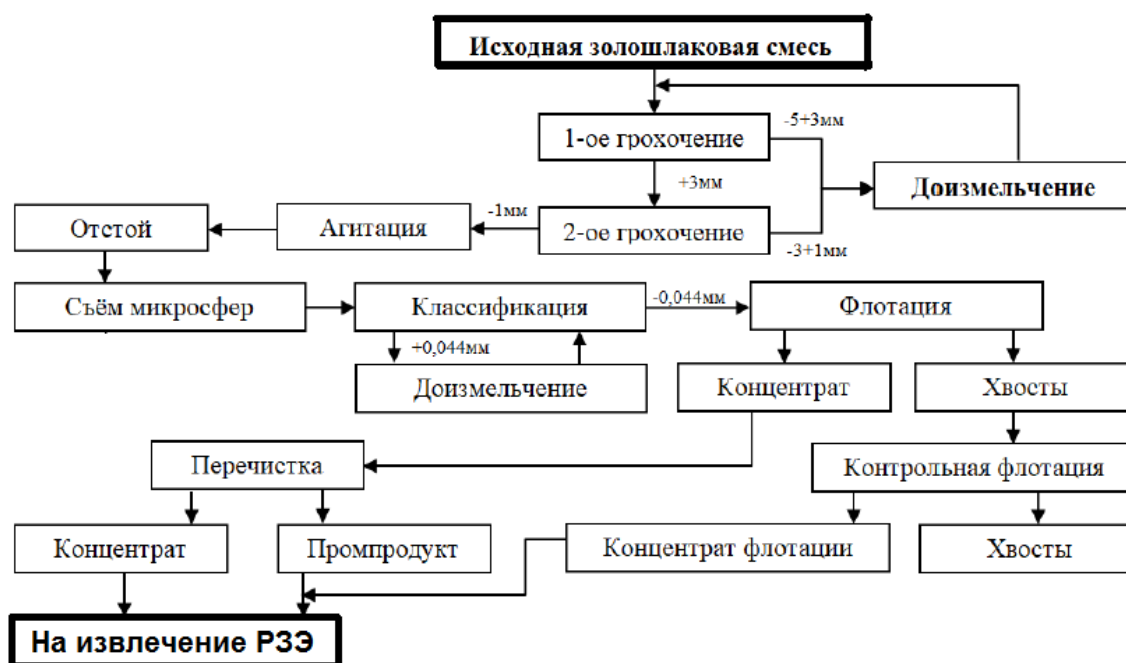 Исходная золошлаковая смесь
1-ое грохочение
-5+3мм
+3мм
Доизмельчение
2-ое грохочение
-3+1мм
-1мм
Агитация
Отстой
Съём микросфер
Классификация
-0,044мм
Флотация
+0,044мм
Доизмельчение
Концентрат
Хвосты
Перечистка
Контрольная флотация
Концентрат
Промпродукт
Концентрат флотации
Хвосты
На извлечение РЗЭ